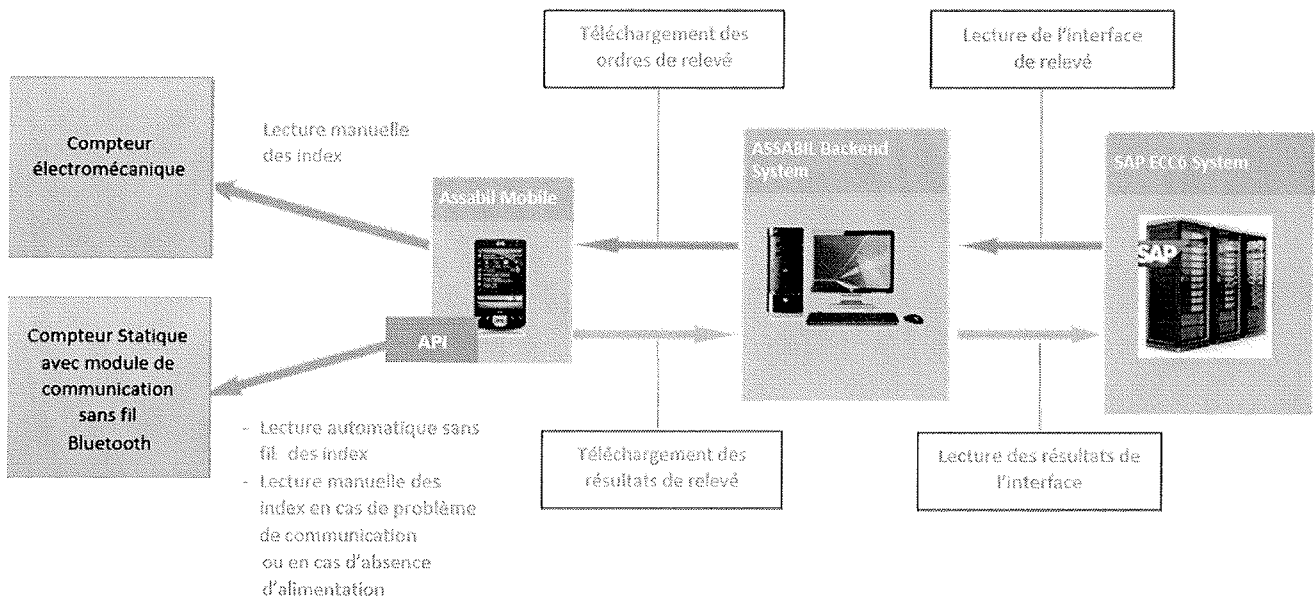 Téléchargement des
ordres de relevé
Lecture de l'interface
de relevé
Compteur
électromécanique
Lecture manuelle
des index
Assabil Mobile
ASSABIL Backend
System
SAP ECC6 System
SAP
API
Compteur Statique
avec module de
communication
sans fil
Bluetooth
- Lecture automatique sans
fil des index
- Lecture manuelle des
index en cas de problème
de communication
ou en cas d'absence
d'alimentation
Téléchargement des
résultats de relevé
Lecture des résultats de
l'interface